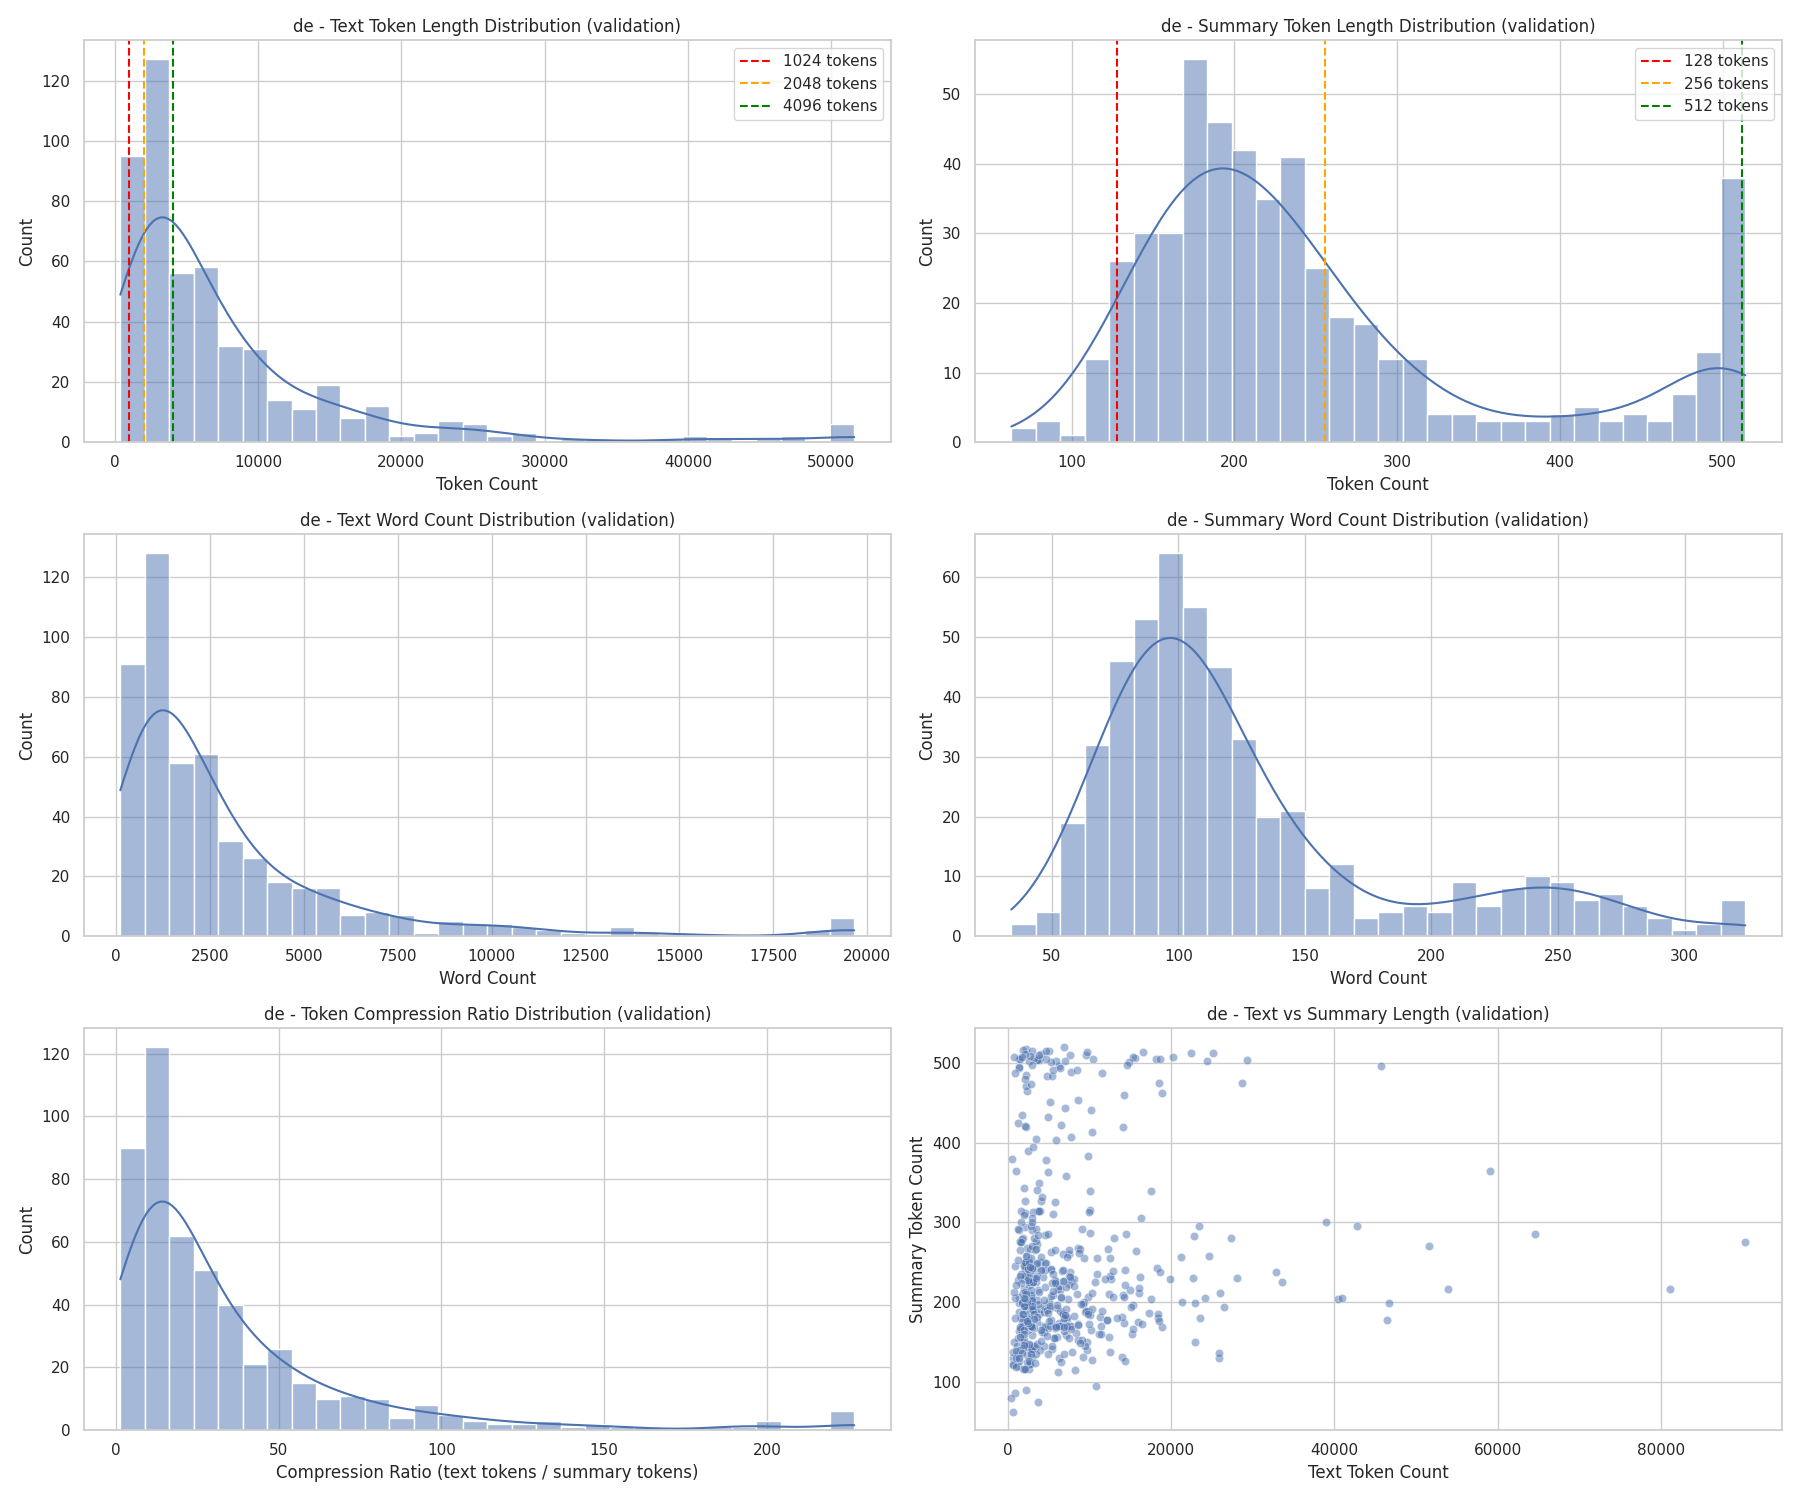 de - Text Token Length Distribution (validation)
1024 tokens
2048 tokens
4096 tokens
120
100
80
60
40
20
0
Count
0 10000 20000 30000 40000 50000
Token Count
de - Summary Token Length Distribution (validation)
128 tokens
256 tokens
512 tokens
50
40
30
20
10
0
Count
100 200 300 400 500
Token Count
de - Text Word Count Distribution (validation)
120
100
80
60
40
20
0
Count
0 2500 5000 7500 10000 12500 15000 17500 20000
Word Count
de - Summary Word Count Distribution (validation)
60
50
40
30
20
10
0
Count
50 100 150 200 250 300
Word Count
de - Token Compression Ratio Distribution (validation)
120
100
80
60
40
20
0
Count
0 50 100 150 200
Compression Ratio (text tokens / summary tokens)
de - Text vs Summary Length (validation)
500
400
300
200
100
Summary Token Count
0 20000 40000 60000 80000
Text Token Count